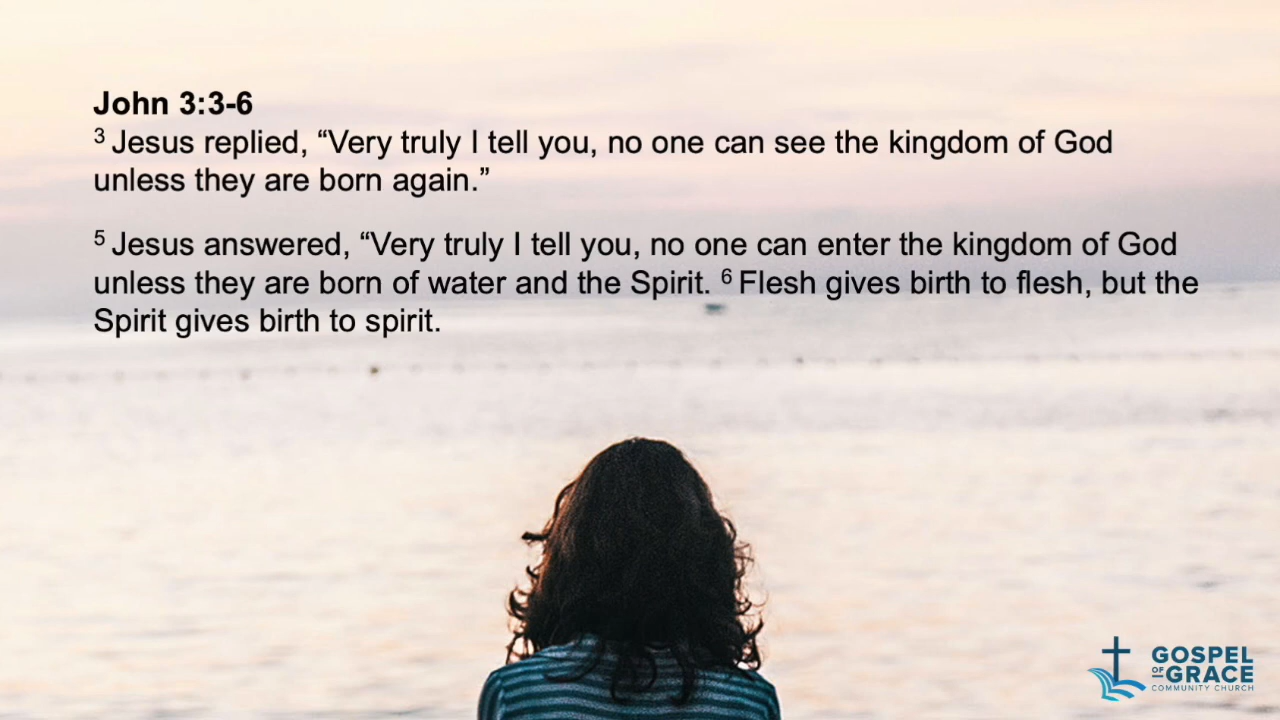 John 3:3-6
3 Jesus replied, “Very truly I tell you, no one can see the kingdom of God
unless they are born again.”
5 Jesus answered, “Very truly I tell you, no one can enter the kingdom of God
unless they are born of water and the Spirit. 6 Flesh gives birth to flesh, but the
Spirit gives birth to spirit.
GOSPEL
OF GRACE
COMMUNITY CHURCH